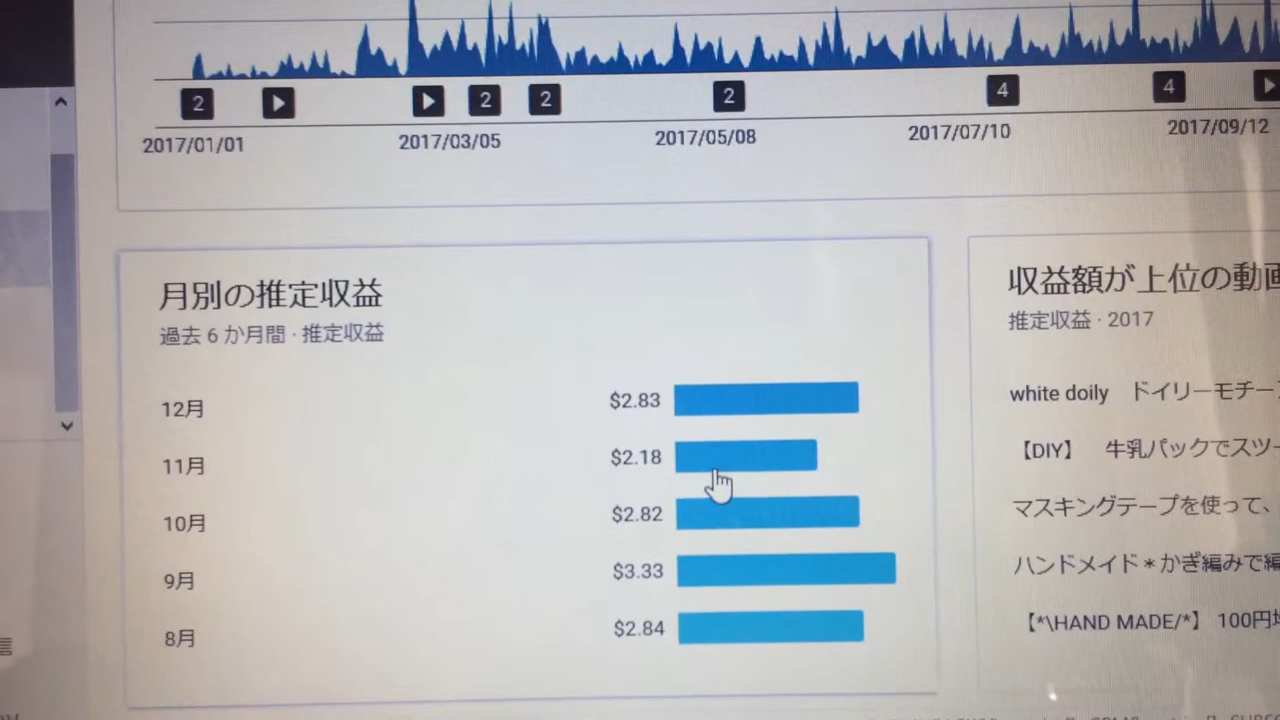 2 2 2 2 4 4
2017/01/01 2017/03/05 2017/05/08 2017/07/10 2017/09/12
月別の推定収益
過去 6 か月間 · 推定収益
12月 $2.83
11月 $2.18
10月 $2.82
9月 $3.33
8月 $2.84
収益額が上位の動画
推定収益 · 2017
white doily ドイリーモチー
【DIY】 牛乳パックでスツー
マスキングテープを使って、
ハンドメイド＊かぎ編みで編
【*\HAND MADE/*】 100円